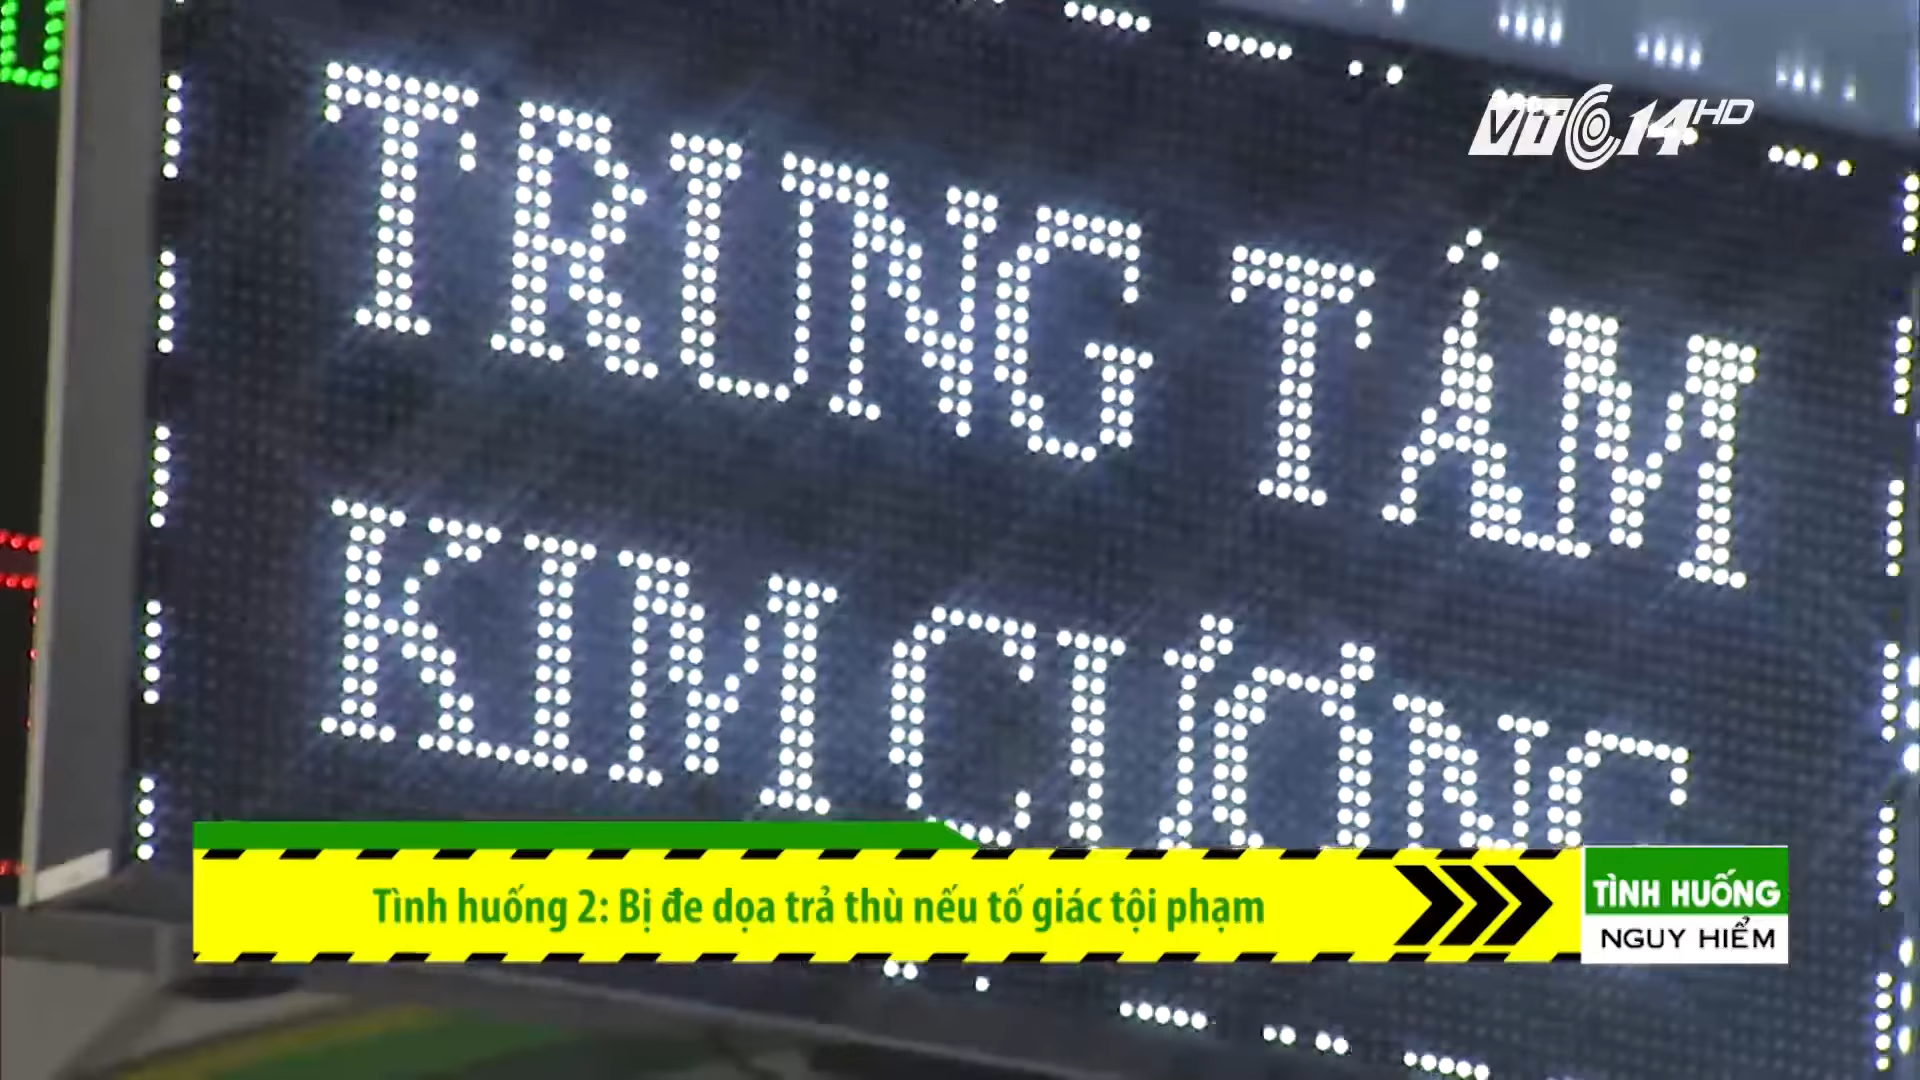 VTC14 HD
TRUNG TÂM
KIM CƯƠNG
Tình huống 2: Bị đe dọa trả thù nếu tố giác tội phạm
TÌNH HUỐNG
NGUY HIỂM